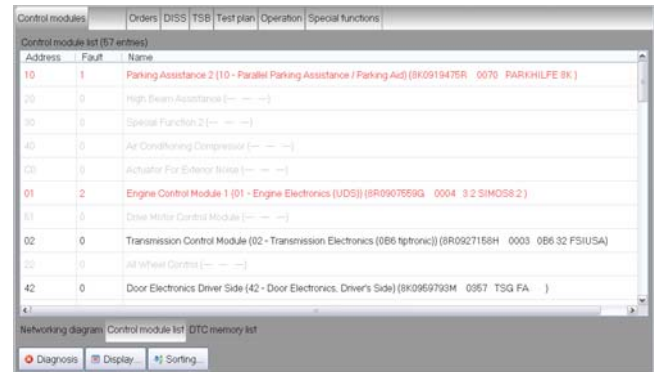 Control modules Orders DISS TSB Test plan Operation Special functions
Control module list (57 entries)
Address Fault Name
10 1 Parking Assistance 2 (10 - Parallel Parking Assistance / Parking Aid) (8K0919475R 0070 PARKHILFE 8K )
20 0 High Beam Assistance (--- --- ---)
30 0 Special Function 2 (--- --- ---)
40 0 Air Conditioning Compressor (--- --- ---)
C0 0 Actuator For Exterior Noise (--- --- ---)
01 2 Engine Control Module 1 (01 - Engine Electronics (UDS)) (8R0907559G 0004 3.2 SIMOS8.2 )
51 0 Drive Motor Control Module (--- --- ---)
02 0 Transmission Control Module (02 - Transmission Electronics (0B6 tiptronic)) (8R0927158H 0003 0B6 32 FSIUSA)
22 0 All Wheel Control (--- --- ---)
42 0 Door Electronics Driver Side (42 - Door Electronics, Driver's Side) (8K0959793M 0357 TSG FA )
Networking diagram Control module list DTC memory list
Diagnosis Display... Sorting...